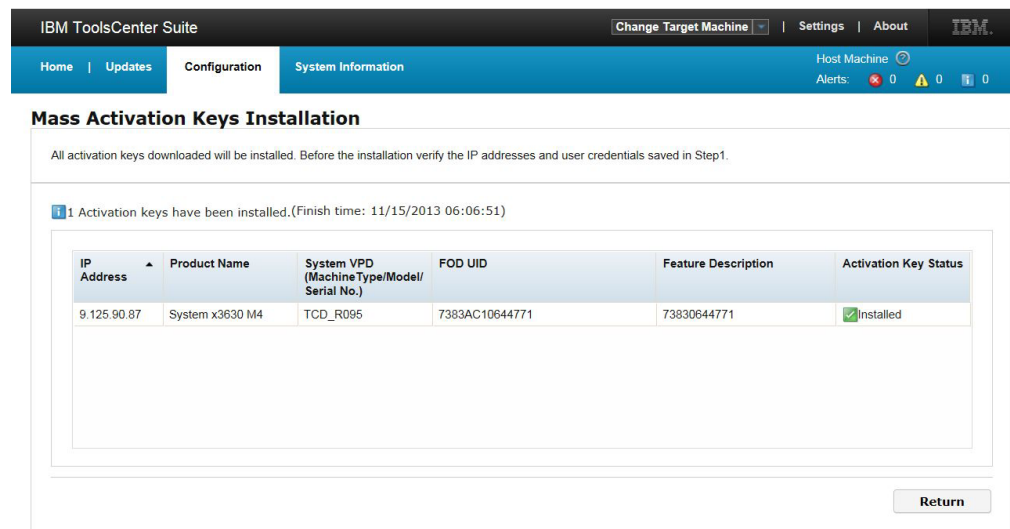 IBM ToolsCenter Suite
Change Target Machine | Settings | About IBM.
Home | Updates Configuration System Information
Host Machine ?
Alerts: 0 0 0
Mass Activation Keys Installation
All activation keys downloaded will be installed. Before the installation verify the IP addresses and user credentials saved in Step1.
1 Activation keys have been installed.(Finish time: 11/15/2013 06:06:51)
IP Address Product Name System VPD (MachineType/Model/ Serial No.) FOD UID Feature Description Activation Key Status
9.125.90.87 System x3630 M4 TCD_R095 7383AC10644771 73830644771 Installed
Return